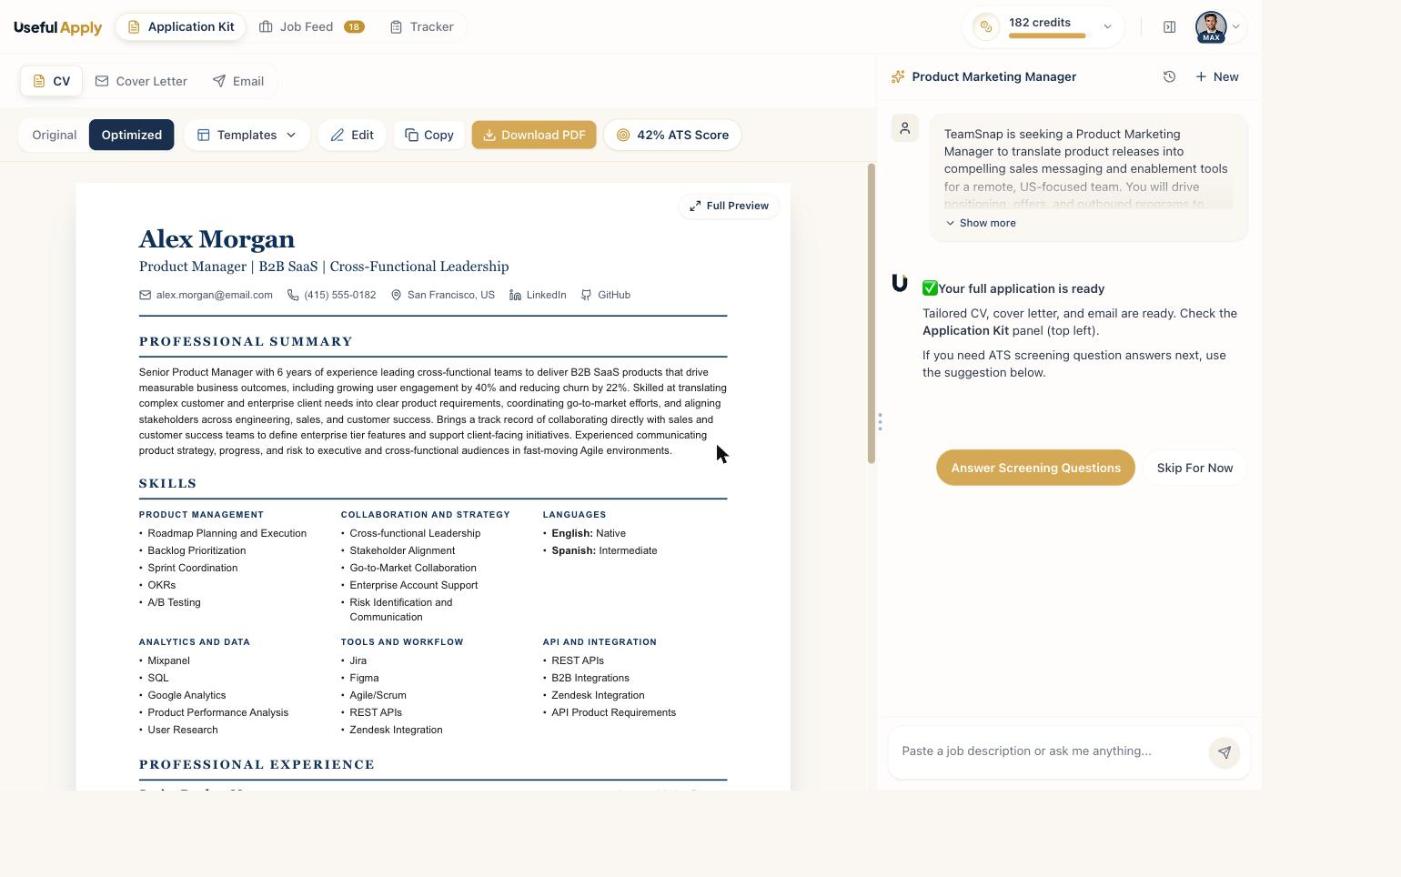 UsefulApply
Application Kit
Job Feed 18
Tracker
182 credits
MAX
CV
Cover Letter
Email
Original
Optimized
Templates
Edit
Copy
Download PDF
42% ATS Score
Full Preview
Alex Morgan
Product Manager | B2B SaaS | Cross-Functional Leadership
alex.morgan@email.com (415) 555-0182 San Francisco, US LinkedIn GitHub
PROFESSIONAL SUMMARY
Senior Product Manager with 6 years of experience leading cross-functional teams to deliver B2B SaaS products that drive
measurable business outcomes, including growing user engagement by 40% and reducing churn by 22%. Skilled at translating
complex customer and enterprise client needs into clear product requirements, coordinating go-to-market efforts, and aligning
stakeholders across engineering, sales, and customer success. Brings a track record of collaborating directly with sales and
customer success teams to define enterprise tier features and support client-facing initiatives. Experienced communicating
product strategy, progress, and risk to executive and cross-functional audiences in fast-moving Agile environments.
SKILLS
PRODUCT MANAGEMENT
• Roadmap Planning and Execution
• Backlog Prioritization
• Sprint Coordination
• OKRs
• A/B Testing
COLLABORATION AND STRATEGY
• Cross-functional Leadership
• Stakeholder Alignment
• Go-to-Market Collaboration
• Enterprise Account Support
• Risk Identification and
Communication
LANGUAGES
• English: Native
• Spanish: Intermediate
ANALYTICS AND DATA
• Mixpanel
• SQL
• Google Analytics
• Product Performance Analysis
• User Research
TOOLS AND WORKFLOW
• Jira
• Figma
• Agile/Scrum
• REST APIs
• Zendesk Integration
API AND INTEGRATION
• REST APIs
• B2B Integrations
• Zendesk Integration
• API Product Requirements
PROFESSIONAL EXPERIENCE
Product Marketing Manager
New
TeamSnap is seeking a Product Marketing
Manager to translate product releases into
compelling sales messaging and enablement tools
for a remote, US-focused team. You will drive
positioning, offers, and outbound programs to
Show more
✅Your full application is ready
Tailored CV, cover letter, and email are ready. Check the
Application Kit panel (top left).
If you need ATS screening question answers next, use
the suggestion below.
Answer Screening Questions
Skip For Now
Paste a job description or ask me anything...